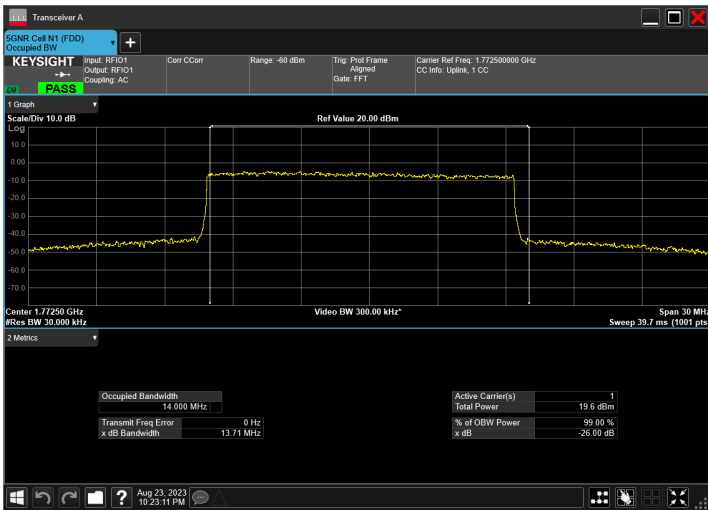 Transceiver A
5GNR Cell N1 (FDD)
Occupied BW
KEYSIGHT
Input: RFIO1
Output: RFIO1
Coupling: AC
Corr CCorr
Range: -60 dBm
Trig: Prot Frame
Aligned
Gate: FFT
Carrier Ref Freq: 1.772500000 GHz
CC Info: Uplink, 1 CC
PASS
1 Graph
Scale/Div 10.0 dB
Ref Value 20.00 dBm
Log
10.0
0.00
-10.0
-20.0
-30.0
-40.0
-50.0
-60.0
-70.0
Center 1.77250 GHz
Video BW 300.00 kHz*
Span 30 MHz
#Res BW 30.000 kHz
Sweep 39.7 ms (1001 pts
2 Metrics
Occupied Bandwidth
14.000 MHz
Transmit Freq Error 0 Hz
x dB Bandwidth 13.71 MHz
Active Carrier(s) 1
Total Power 19.6 dBm
% of OBW Power 99.00 %
x dB -26.00 dB
Aug 23, 2023
10:23:11 PM